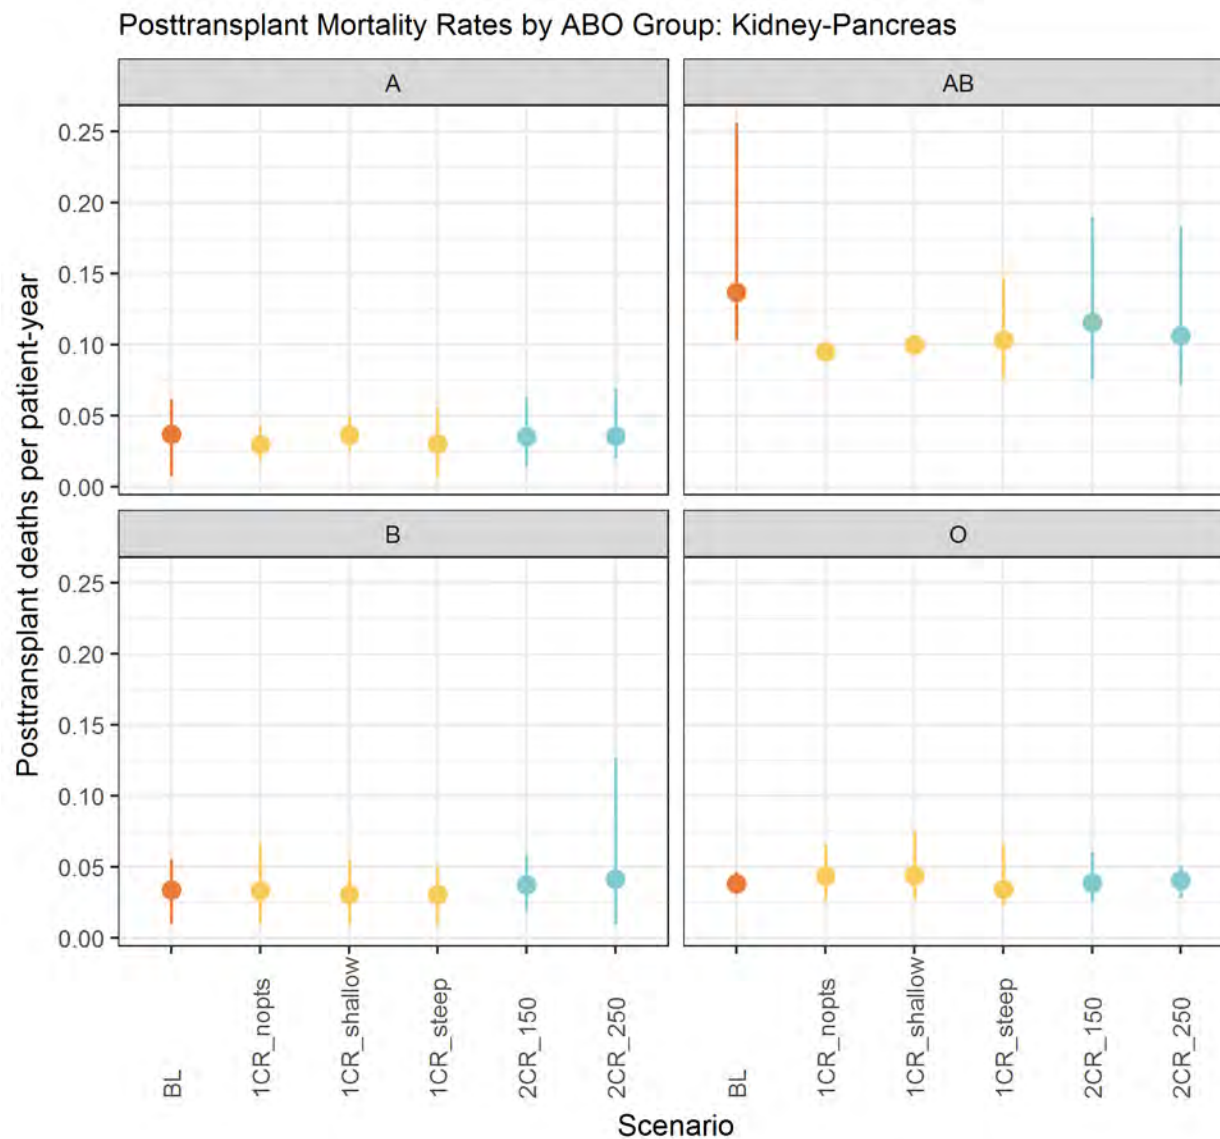 Posttransplant Mortality Rates by ABO Group: Kidney-Pancreas
A
AB
0.25
0.20
0.15
0.10
0.05
0.00
B
O
0.25
0.20
0.15
0.10
0.05
0.00
Posttransplant deaths per patient-year
BL
1CR_nopts
1CR_shallow
1CR_steep
2CR_150
2CR_250
BL
1CR_nopts
1CR_shallow
1CR_steep
2CR_150
2CR_250
Scenario